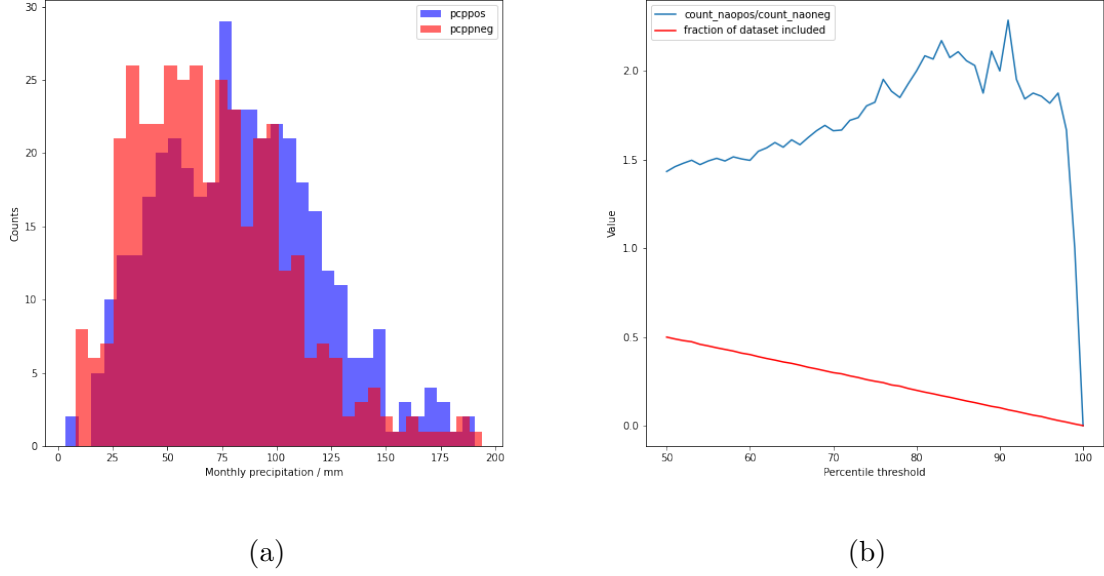 pcppos
pcppneg
30
25
20
15
10
5
0
Counts
0 25 50 75 100 125 150 175 200
Monthly precipitation / mm
(a)
count_naopos/count_naoneg
fraction of dataset included
2.0
1.5
1.0
0.5
0.0
Value
50 60 70 80 90 100
Percentile threshold
(b)